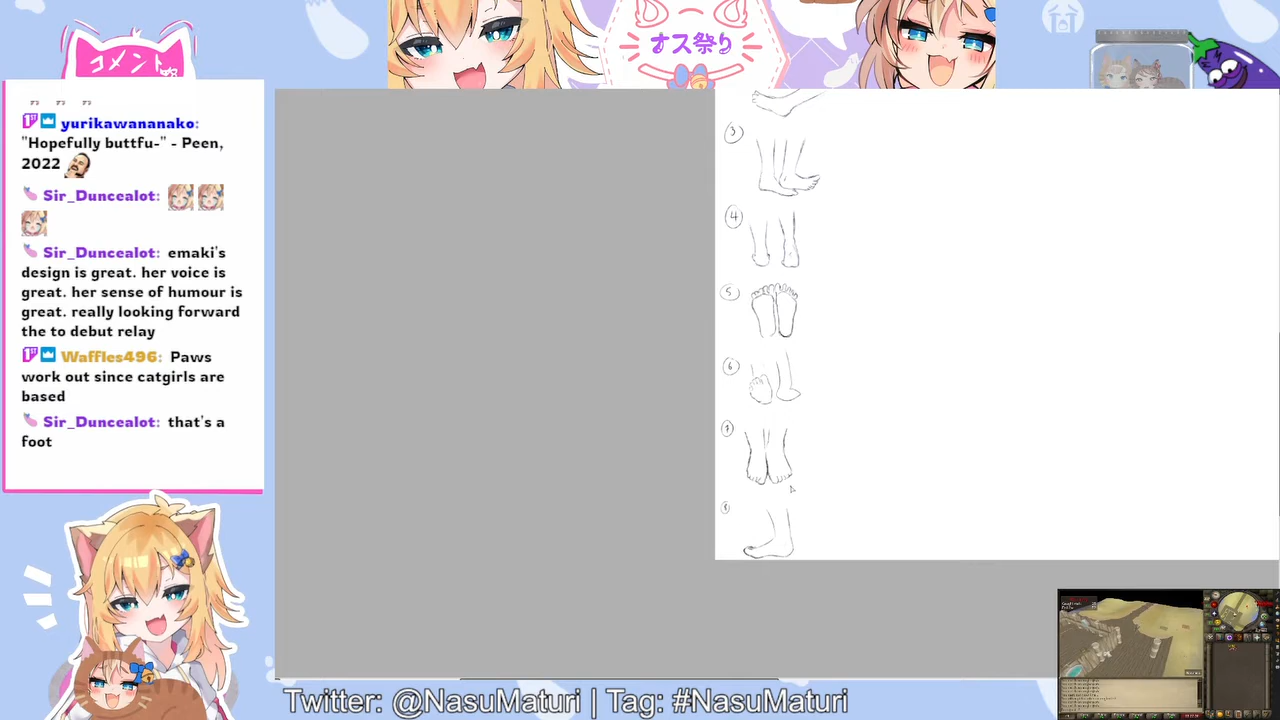 コメント
オス祭り
yurikawananako:
"Hopefully buttfu-" - Peen,
2022
Sir_Duncealot:
Sir_Duncealot: emaki's
design is great. her voice is
great. her sense of humour is
great. really looking forward
the to debut relay
Waffles496: Paws
work out since catgirls are
based
Sir_Duncealot: that's a
foot
3
4
5
6
7
8
Twitter @NasuMaturi | Tag: #NasuMaturi